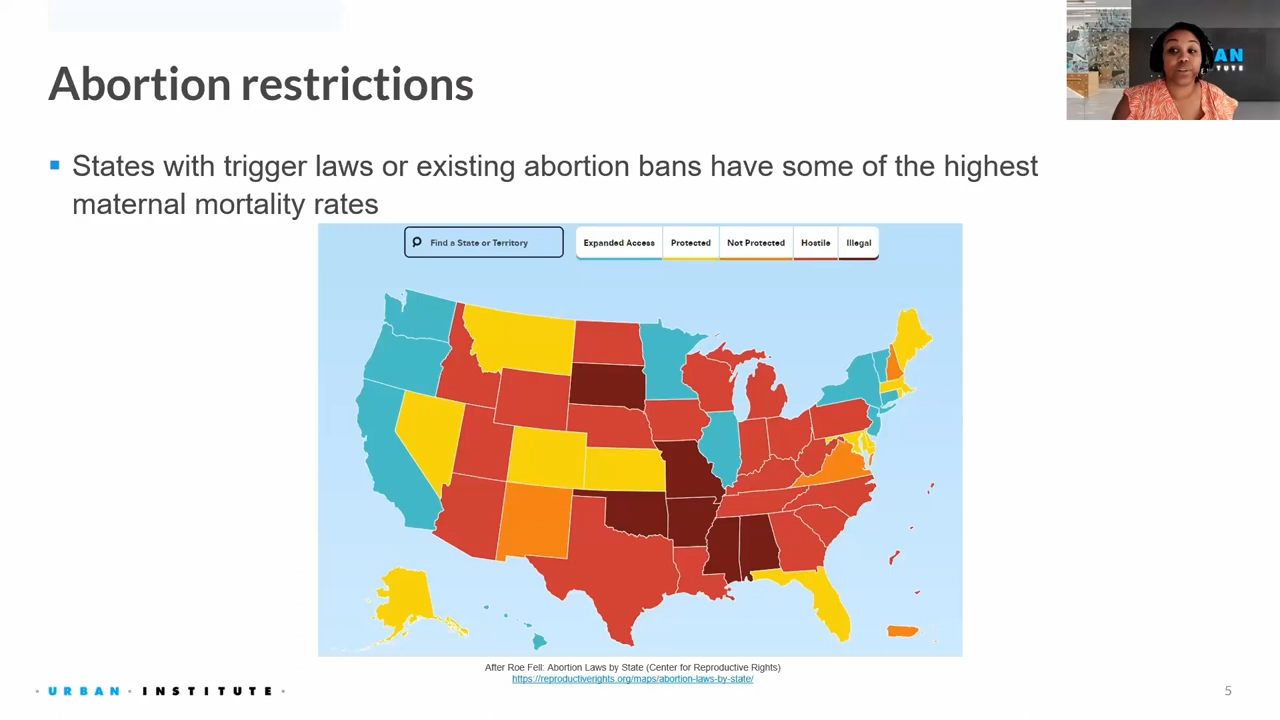 Abortion restrictions
AN
TUTE
States with trigger laws or existing abortion bans have some of the highest
maternal mortality rates
Find a State or Territory
Expanded Access
Protected
Not Protected
Hostile
Illegal
After Roe Fell: Abortion Laws by State (Center for Reproductive Rights)
https://reproductiverights.org/maps/abortion-laws-by-state/
URBAN · INSTITUTE
5